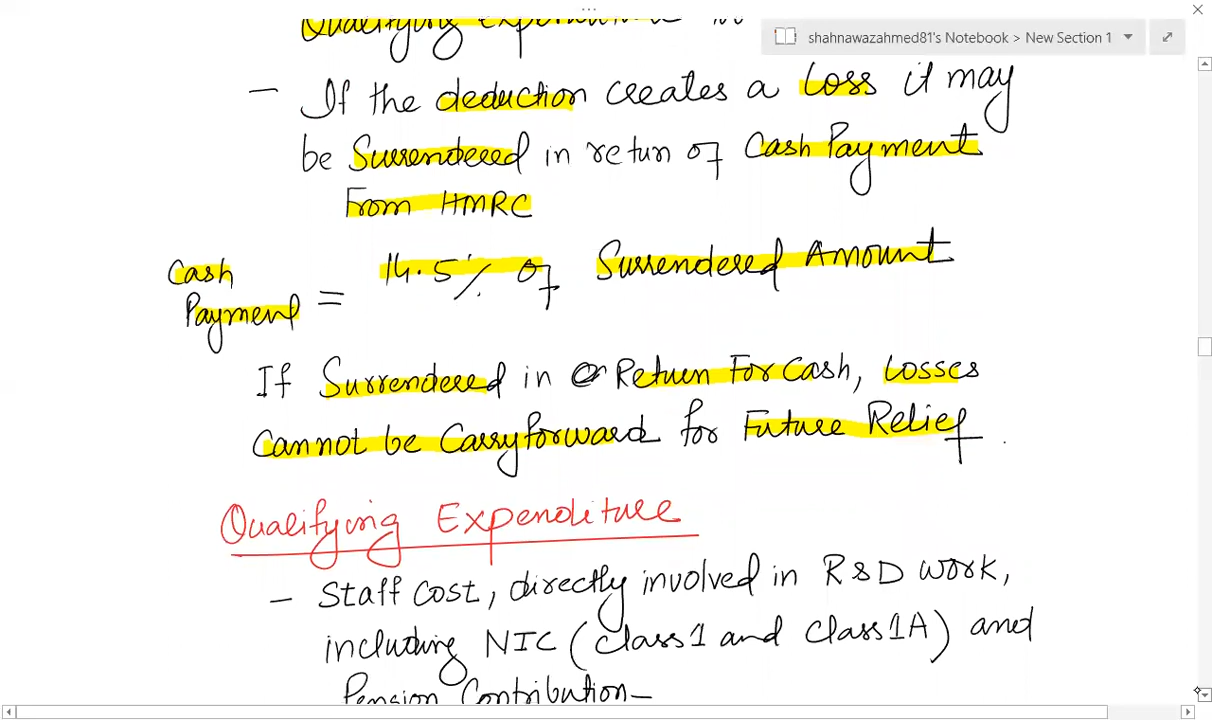 Qualifying Expenditure
shahnawazahmed81's Notebook > New Section 1
- If the deduction creates a Loss it may
be Surrendered in return of Cash Payment
From HMRC
Cash Payment = 14.5% of Surrendered Amount
If Surrendered in Return For Cash, Losses
Cannot be Carryforward for Future Relief.
Qualifying Expenditure
- Staff Cost, directly involved in R&D work,
including NIC (Class 1 and Class 1A) and
Pension Contribution-